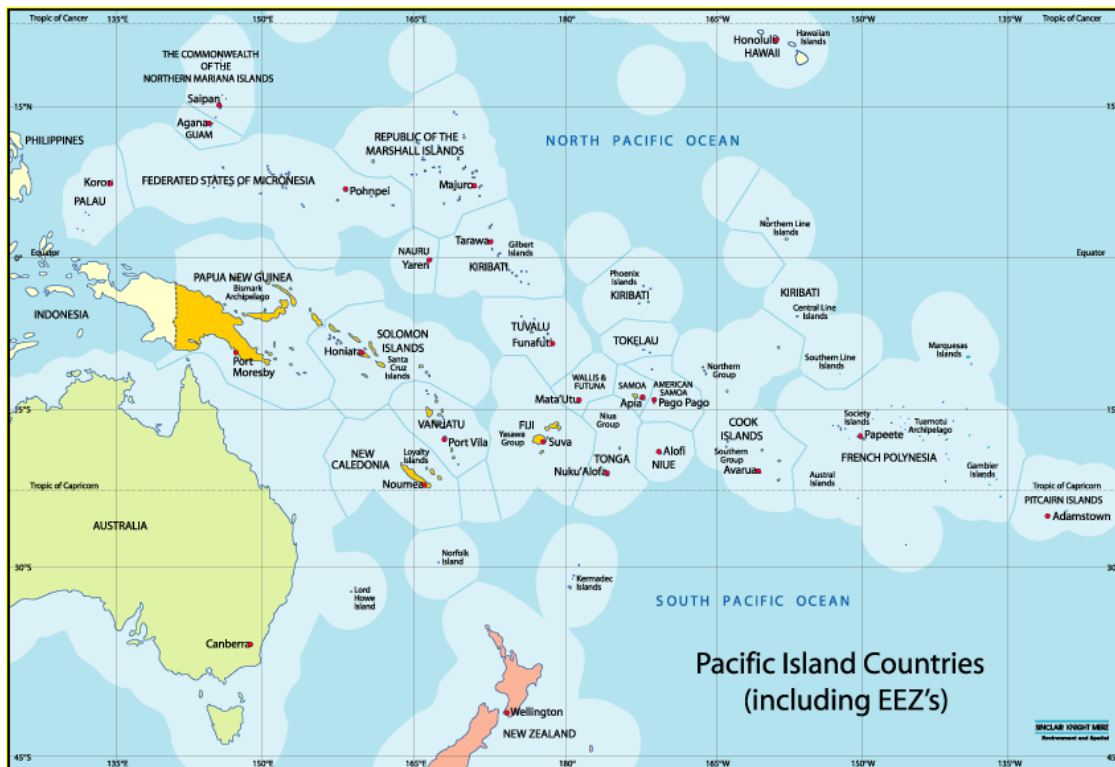 Tropic of Cancer
135°E
150°E
165°E
180°
165°W
150°W
135°W
Tropic of Cancer
Honolulu
HAWAII
Hawaiian
Islands
THE COMMONWEALTH
OF THE
NORTHERN MARIANA ISLANDS
Saipan
15°N
Agana
GUAM
PHILIPPINES
REPUBLIC OF THE
MARSHALL ISLANDS
NORTH PACIFIC OCEAN
Koror
PALAU
FEDERATED STATES OF MICRONESIA
Pohnpei
Majuro
Northern Line
Islands
Tarawa
Gilbert
Islands
KIRIBATI
NAURU
Yaren
Equator
0°
Equator
PAPUA NEW GUINEA
Bismark
Archipelago
Phoenix
Islands
KIRIBATI
KIRIBATI
Central Line
Islands
INDONESIA
SOLOMON
ISLANDS
Honiara
Santa
Cruz
Islands
TUVALU
Funafuti
TOKELAU
Marquesas
Islands
Port
Moresby
Northern
Group
Southern Line
Islands
WALLIS &
FUTUNA
SAMOA
AMERICAN
SAMOA
Mata'Utu
Apia
Pago Pago
15°S
VANUATU
Port Vila
FIJI
Yasawa
Group
'Suva
Niua
Group
COOK
ISLANDS
Society
Islands
Papeete
Tuamotu
Archipelago
FRENCH POLYNESIA
NEW
CALEDONIA
Loyalty
Islands
Noumea
TONGA
Nuku'Alofa
Alofi
NIUE
Southern
Group
Avarua
Austral
Islands
Gambier
Islands
Tropic of Capricorn
Tropic of Capricorn
PITCAIRN ISLANDS
Adamstown
AUSTRALIA
Norfolk
Island
Kermadec
Islands
30°S
Lord
Howe
Island
SOUTH PACIFIC OCEAN
Canberra
Pacific Island Countries
(including EEZ's)
Wellington
NEW ZEALAND
SINCLAIR KNIGHT MERZ
Environment and Spatial
45°S
135°E
150°E
165°E
180°
165°W
150°W
135°W